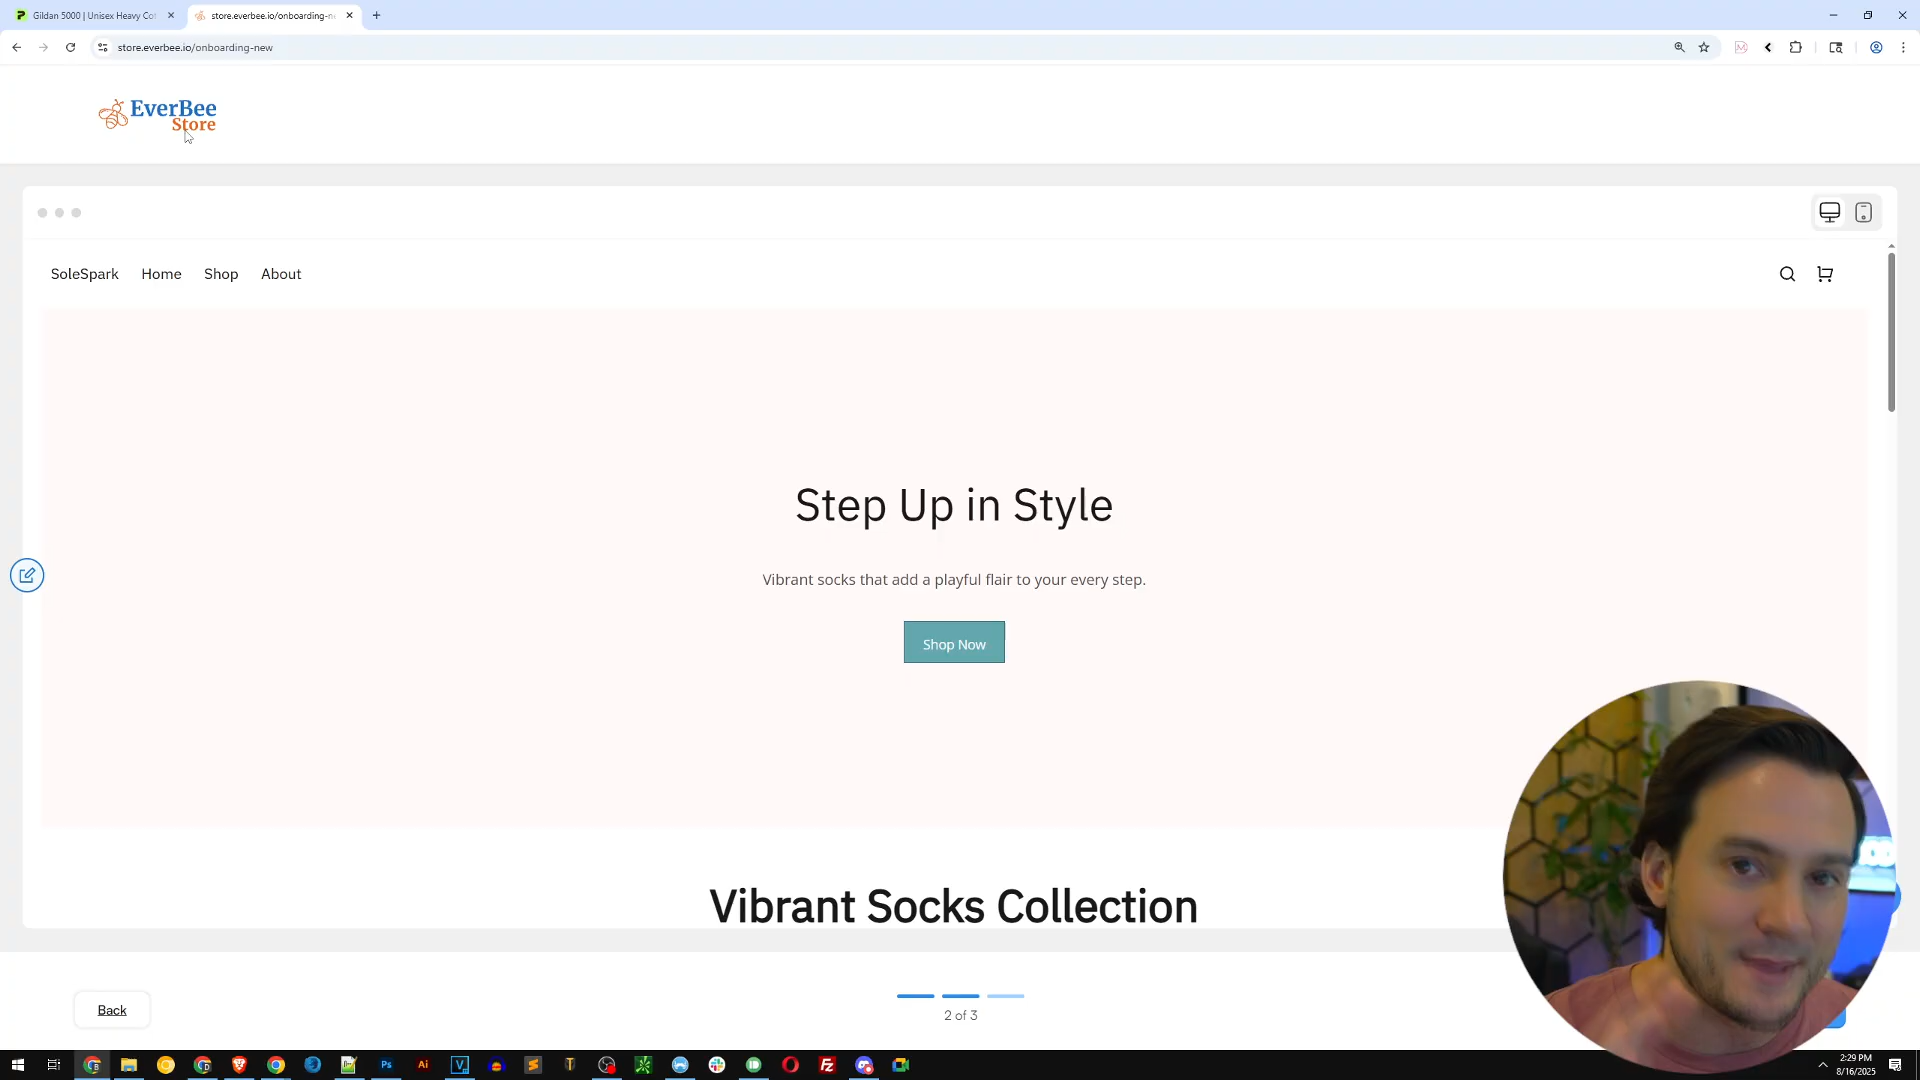 Gildan 5000 | Unisex Heavy Co
store.everbee.io/onboarding-n
store.everbee.io/onboarding-new
EverBee
Store
SoleSpark Home Shop About
Step Up in Style
Vibrant socks that add a playful flair to your every step.
Shop Now
Vibrant Socks Collection
Back
2 of 3
2:29 PM
8/16/2025